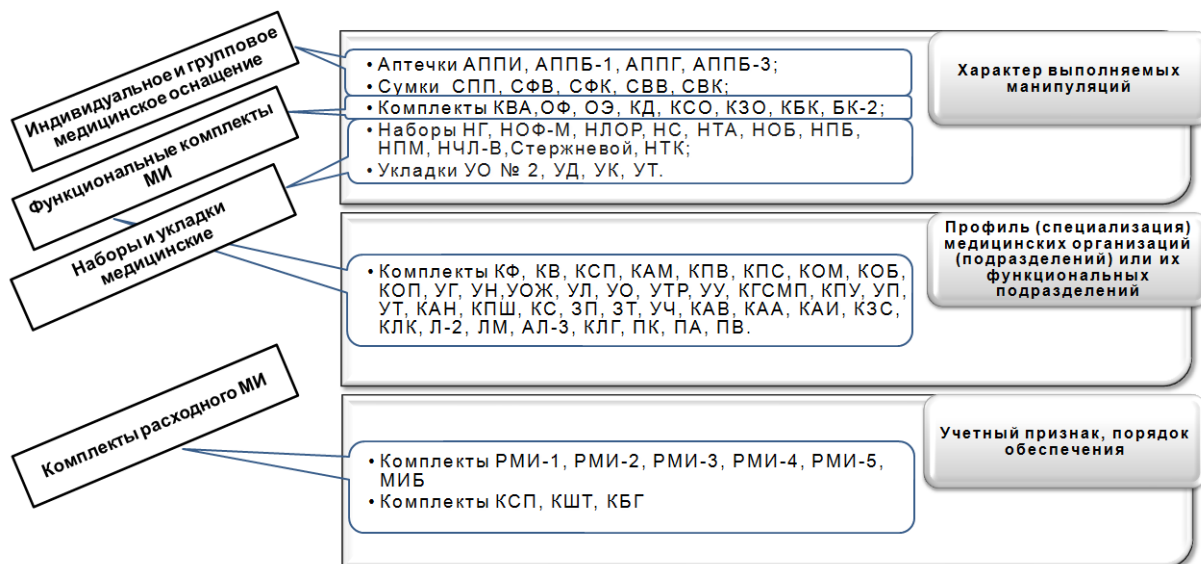 Индивидуальное и групповое
медицинское оснащение
• Аптечки АППИ, АППБ-1, АППГ, АППБ-3;
• Сумки СПП, СФВ, СФК, СВВ, СВК;
• Комплекты КВА,ОФ, ОЭ, КД, КСО, КЗО, КБК, БК-2;
• Наборы НГ, НОФ-М, НЛОР, НС, НТА, НОБ, НПБ,
НПМ, НЧЛ-В,Стержневой, НТК;
• Укладки УО № 2, УД, УК, УТ.
Характер выполняемых
манипуляций
Функциональные комплекты
МИ
Наборы и укладки
медицинские
• Комплекты КФ, КВ, КСП, КАМ, КПВ, КПС, КОМ, КОБ,
КОП, УГ, УН,УОЖ, УЛ, УО, УТР, УУ, КГСМП, КПУ, УП,
УТ, КАН, КПШ, КС, ЗП, ЗТ, УЧ, КАВ, КАА, КАИ, КЗС,
КЛК, Л-2, ЛМ, АЛ-3, КЛГ, ПК, ПА, ПВ.
Профиль (специализация)
медицинских организаций
(подразделений) или их
функциональных
подразделений
Комплекты расходного МИ
• Комплекты РМИ-1, РМИ-2, РМИ-3, РМИ-4, РМИ-5,
МИБ
• Комплекты КСП, КШТ, КБГ
Учетный признак, порядок
обеспечения